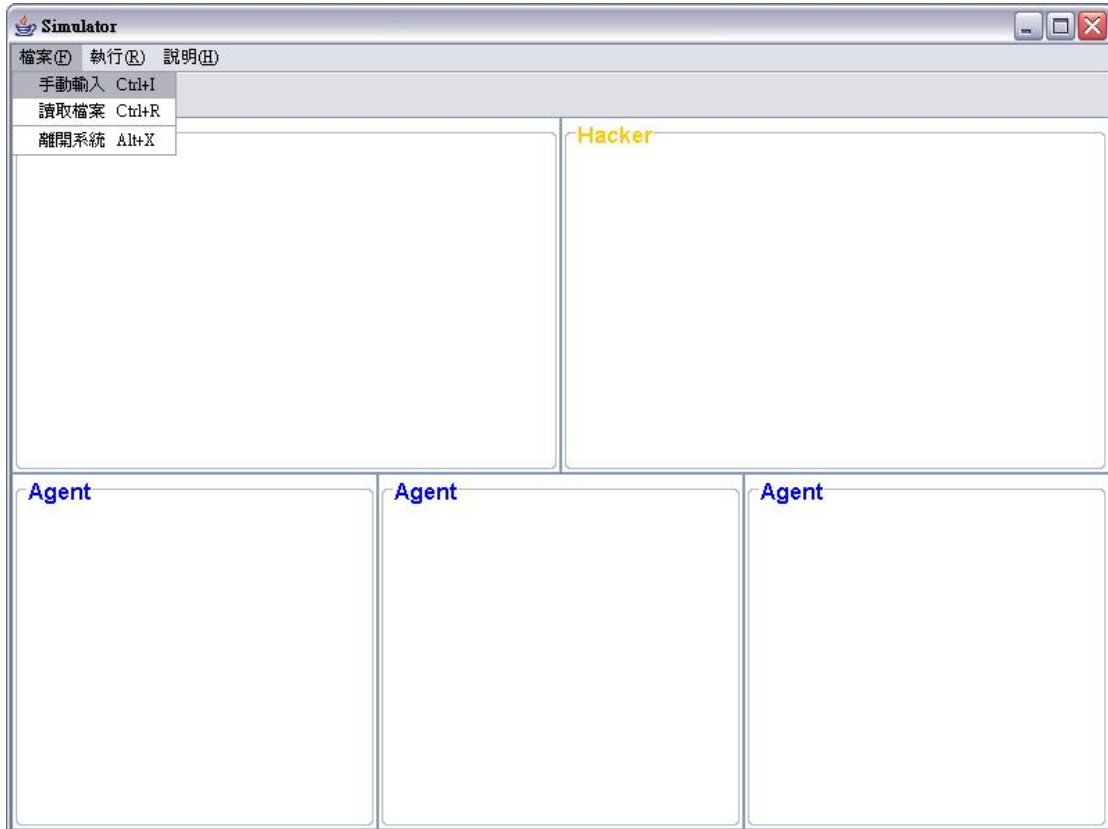 Simulator
檔案(F) 執行(R) 說明(H)
手動輸入 Ctrl+I
讀取檔案 Ctrl+R
離開系統 Alt+X
Hacker
Agent Agent Agent